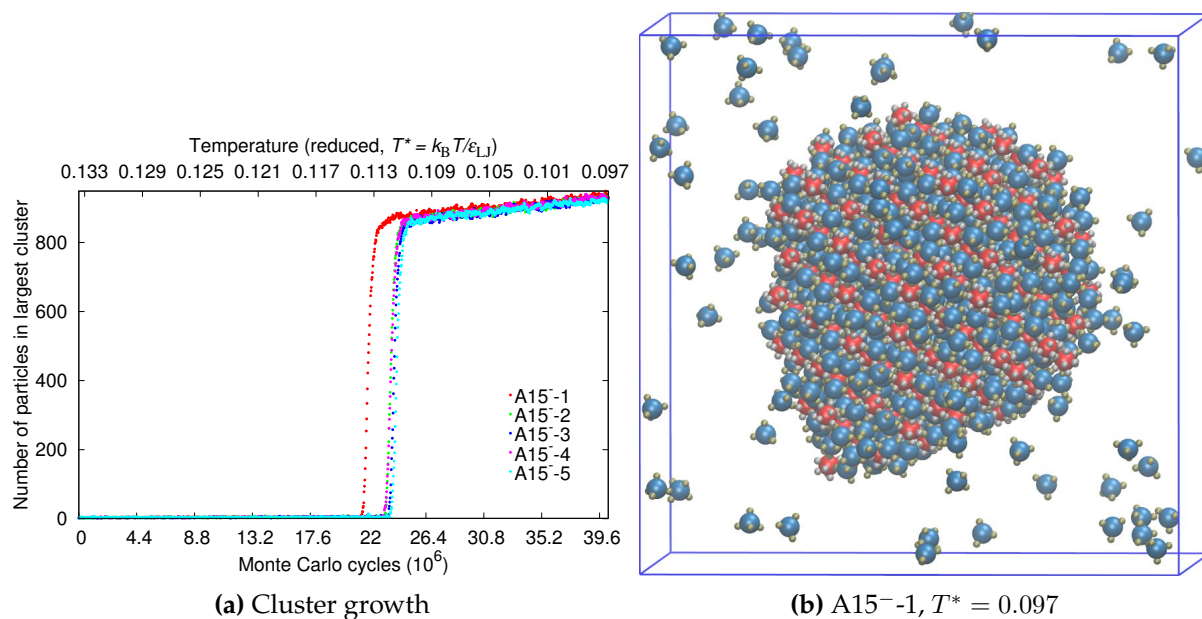 Temperature (reduced, T* = k_B T/ε_LJ)
0.133 0.129 0.125 0.121 0.117 0.113 0.109 0.105 0.101 0.097
Number of particles in largest cluster
800
600
400
200
0
A15⁻-1
A15⁻-2
A15⁻-3
A15⁻-4
A15⁻-5
0 4.4 8.8 13.2 17.6 22 26.4 30.8 35.2 39.6
Monte Carlo cycles (10⁶)
(a) Cluster growth
(b) A15⁻-1, T* = 0.097